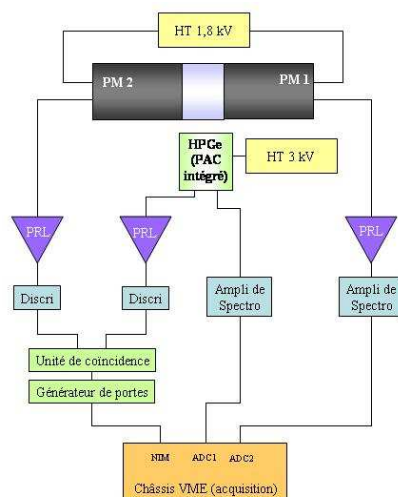 HT 1,8 kV
PM 2
PM 1
HPGe
(PAC
intégré)
HT 3 kV
PRL
PRL
PRL
Discri
Discri
Ampli de
Spectro
Ampli de
Spectro
Unité de coïncidence
Générateur de portes
NIM
ADC1
ADC2
Châssis VME (acquisition)